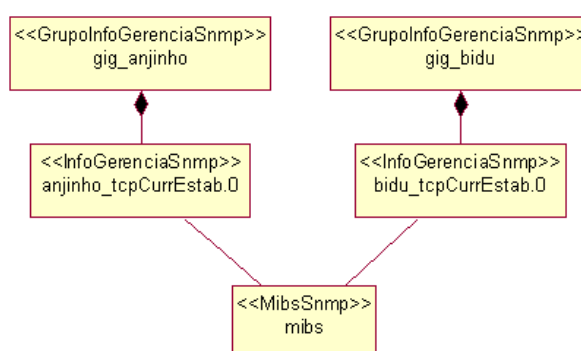 <<GrupoInfoGerenciaSnmp>>
gig_anjinho
<<GrupoInfoGerenciaSnmp>>
gig_bidu
<<InfoGerenciaSnmp>>
anjinho_tcpCurrEstab.0
<<InfoGerenciaSnmp>>
bidu_tcpCurrEstab.0
<<MibsSnmp>>
mibs